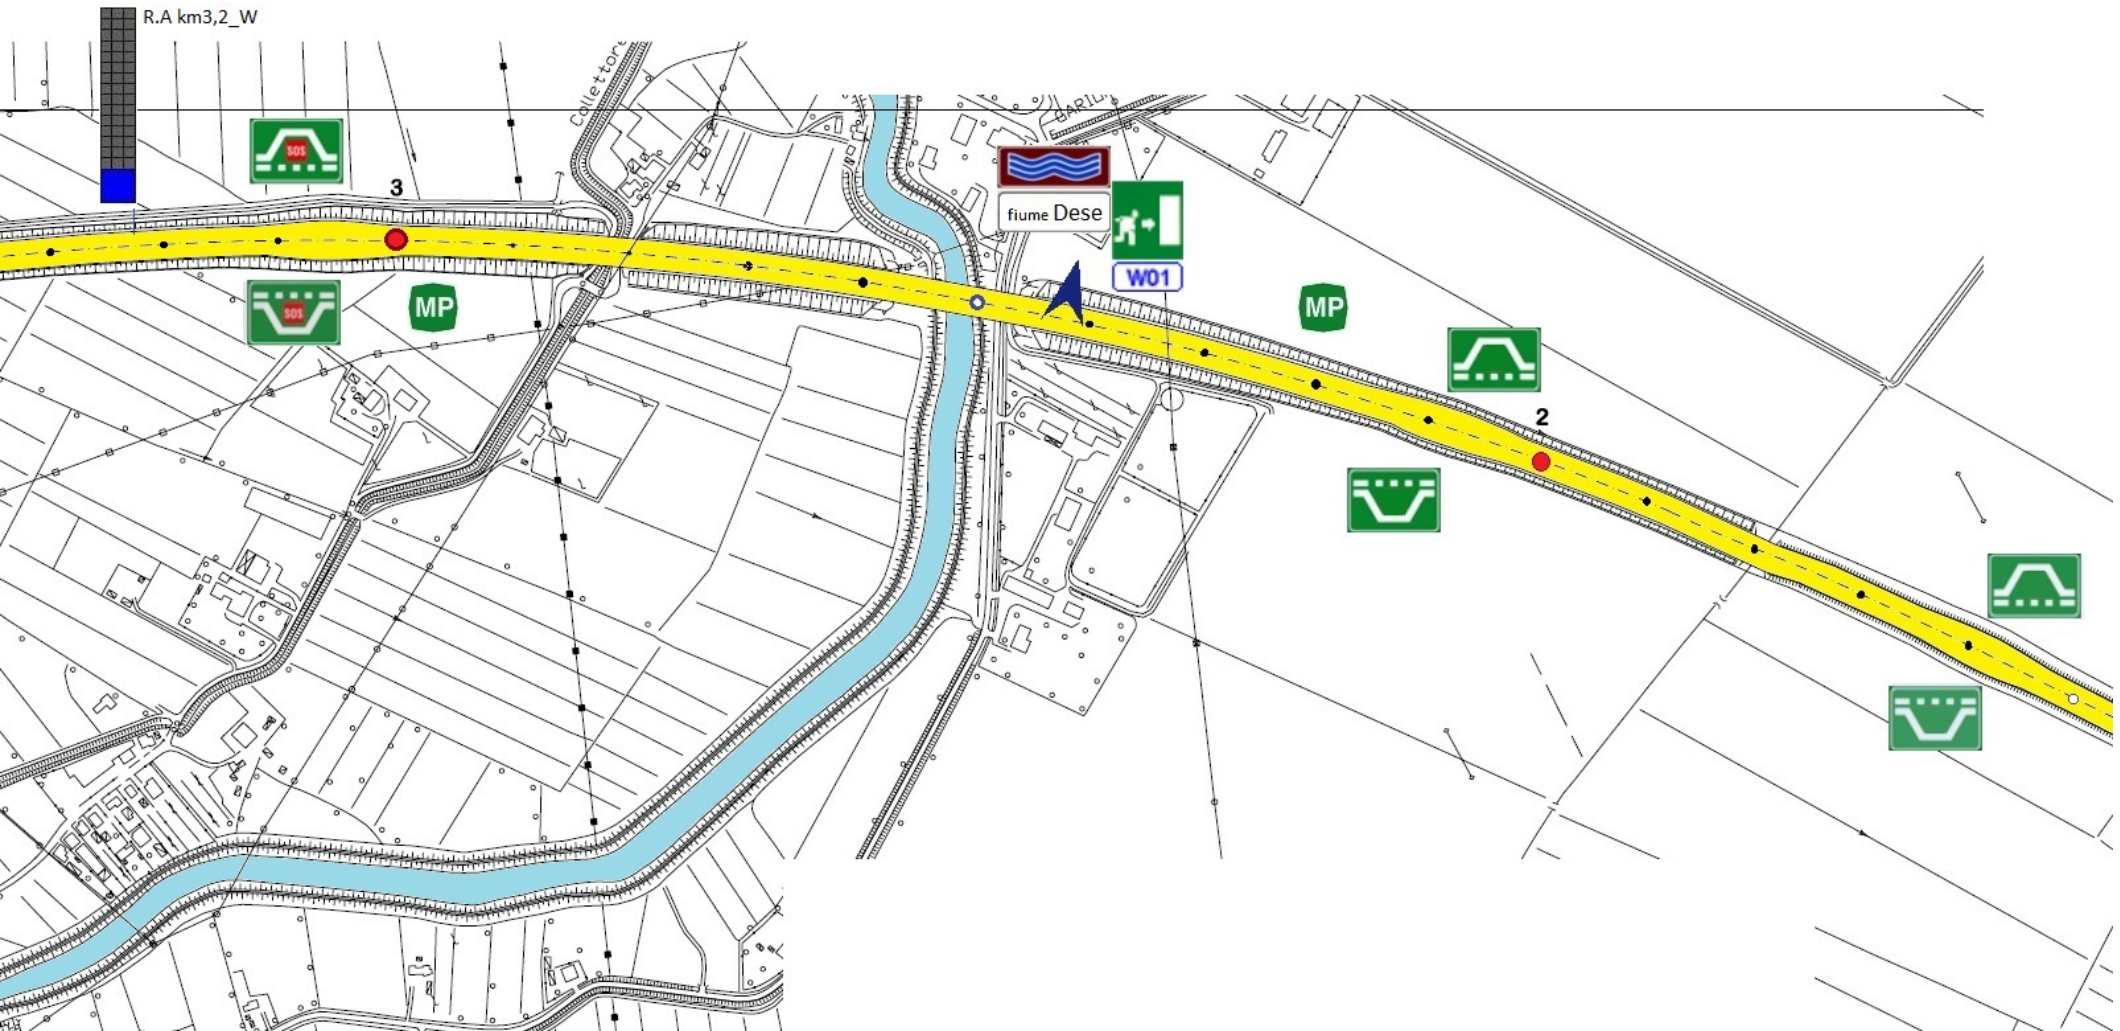 R.A km3,2_W
Collettore
SOS
3
fiume Dese
W01
SOS
MP
MP
2